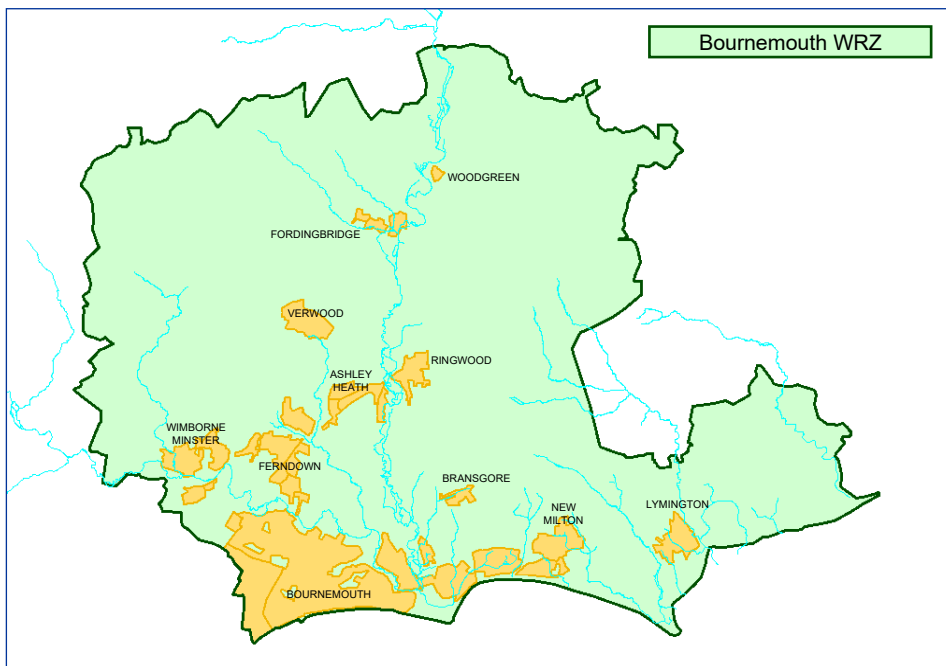 Bournemouth WRZ
WOODGREEN
FORDINGBRIDGE
VERWOOD
RINGWOOD
ASHLEY
HEATH
WIMBORNE
MINSTER
FERNDOWN
BRANSGORE
NEW
MILTON
LYMINGTON
BOURNEMOUTH